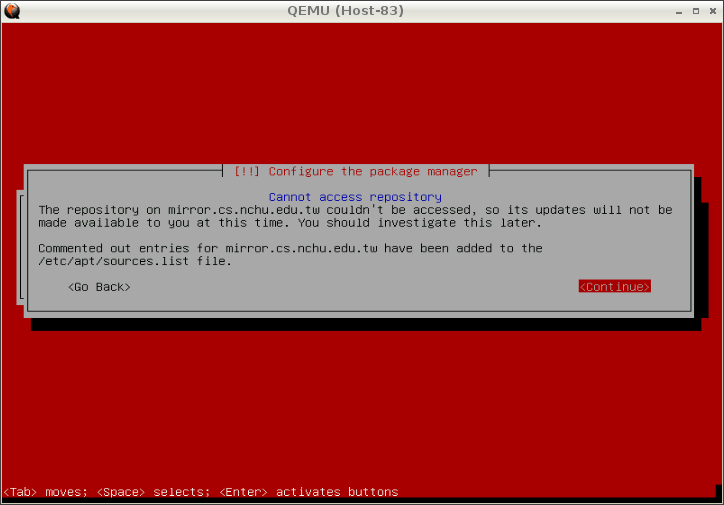 QEMU (Host-83)
[!!] Configure the package manager
Cannot access repository
The repository on mirror.cs.nchu.edu.tw couldn't be accessed, so its updates will not be
made available to you at this time. You should investigate this later.
Commented out entries for mirror.cs.nchu.edu.tw have been added to the
/etc/apt/sources.list file.
<Go Back> <Continue>
<Tab> moves; <Space> selects; <Enter> activates buttons